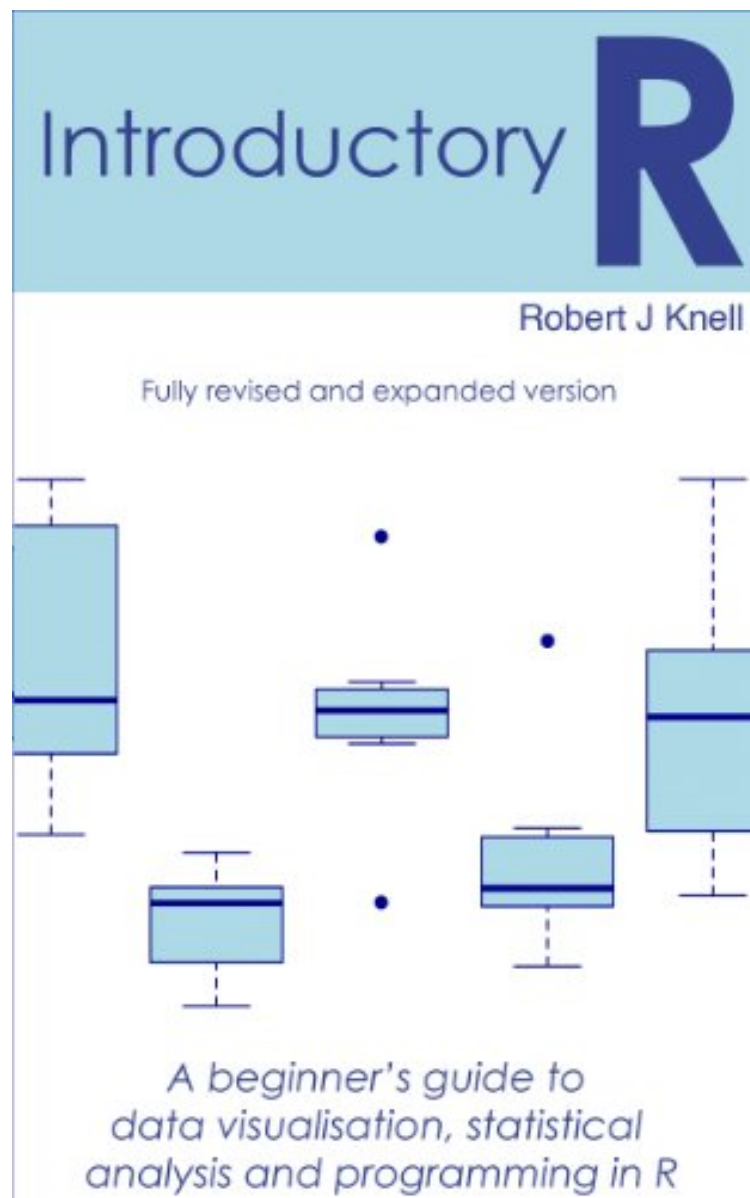 Introductory R
Robert J Knell
Fully revised and expanded version
A beginner's guide to
data visualisation, statistical
analysis and programming in R